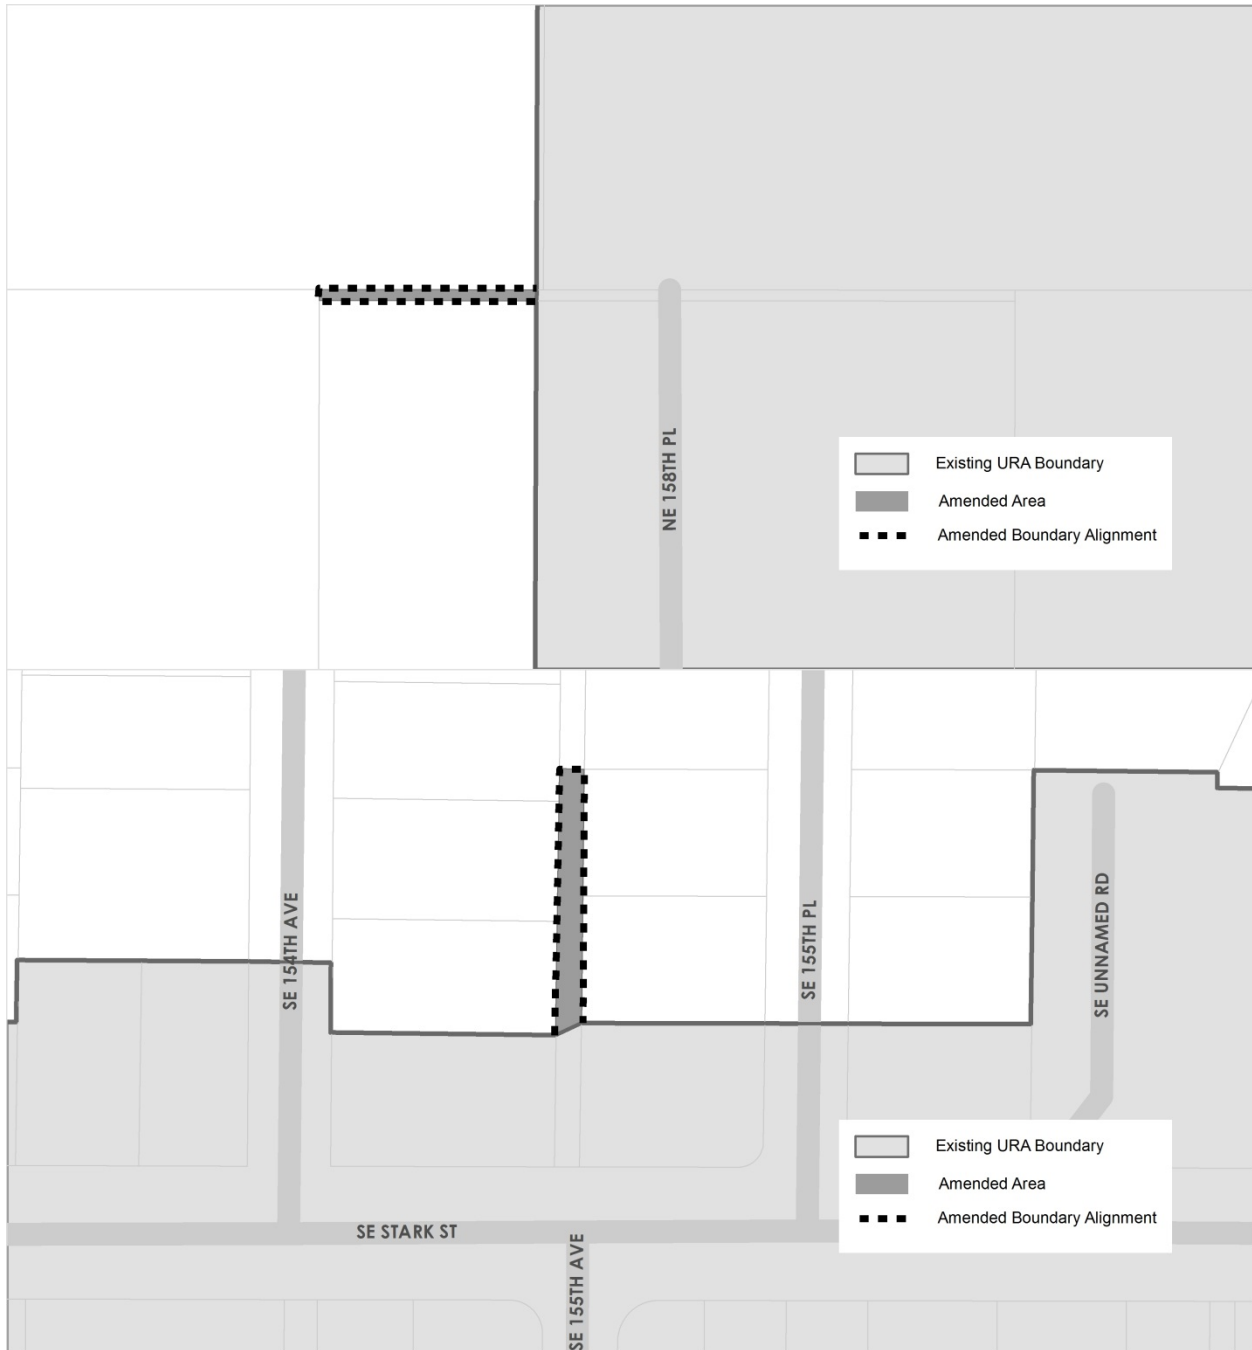 NE 158TH PL
Existing URA Boundary
Amended Area
Amended Boundary Alignment
SE 154TH AVE
SE 155TH PL
SE UNNAMED RD
Existing URA Boundary
Amended Area
Amended Boundary Alignment
SE STARK ST
SE 155TH AVE